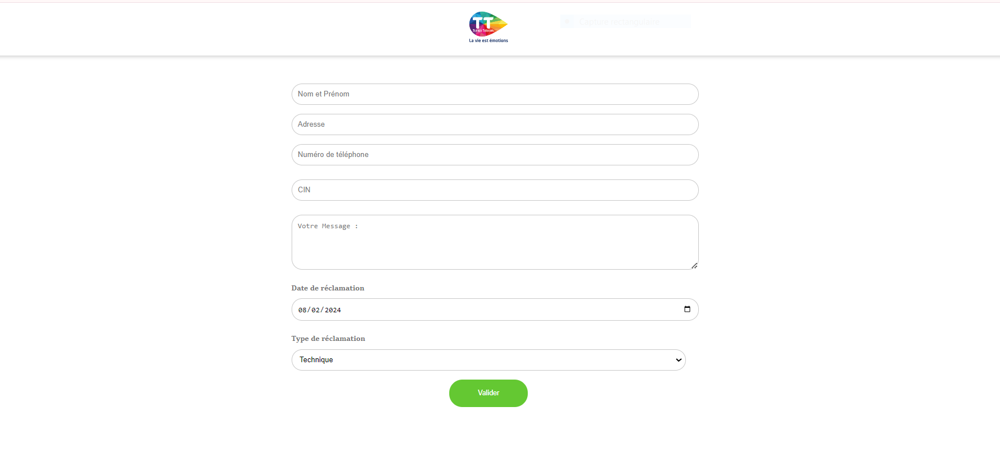 TT
Tunisie Telecom
La vie est émotions
Capture rectangulaire
Nom et Prénom
Adresse
Numéro de téléphone
CIN
Votre Message :
Date de réclamation
08/02/2024
Type de réclamation
Technique
Valider